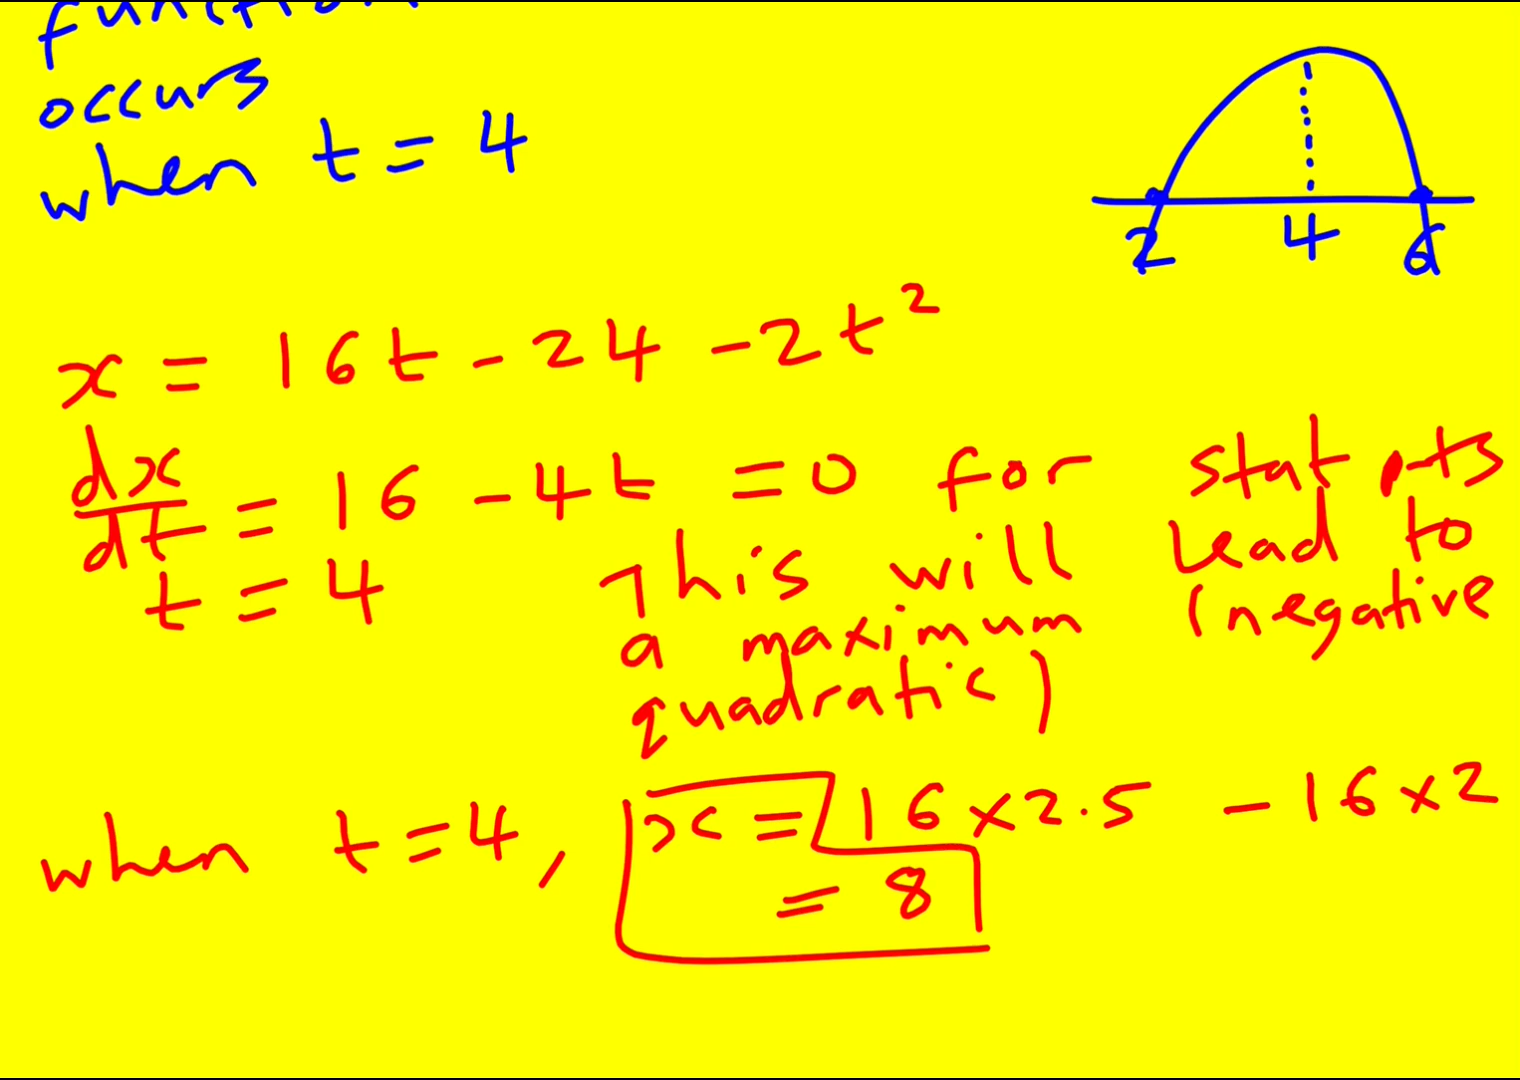 function
occurs
when t = 4
2 4 6
x = 16t - 24 - 2t²
dx/dt = 16 - 4t = 0 for stat pts
t = 4 This will lead to
a maximum (negative
quadratic)
when t = 4, x = 16 × 2.5 - 16 × 2
= 8